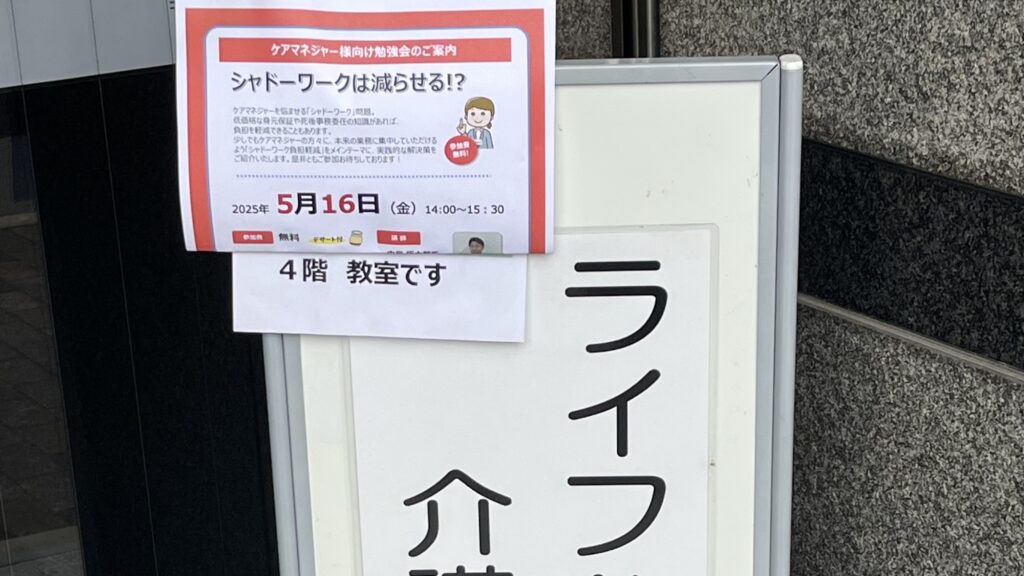 ケアマネジャー様向け勉強会のご案内
シャドーワークは減らせる!?
ケアマネジャーを悩ませる「シャドーワーク」問題。
低価格な身元保証や死後事務委任の知識があれば、
負担を軽減できることもあります。
少しでもケアマネジャーの方々に、本来の業務に集中していただける
よう「シャドーワーク負担軽減」をメインテーマに、実践的な解決策を
ご紹介いたします。是非ともご参加お待ちしております!
参加費
無料!
2025年 5月16日(金) 14:00~15:30
参加費 無料 デザート付 講師
4階 教室です
ライフ
介